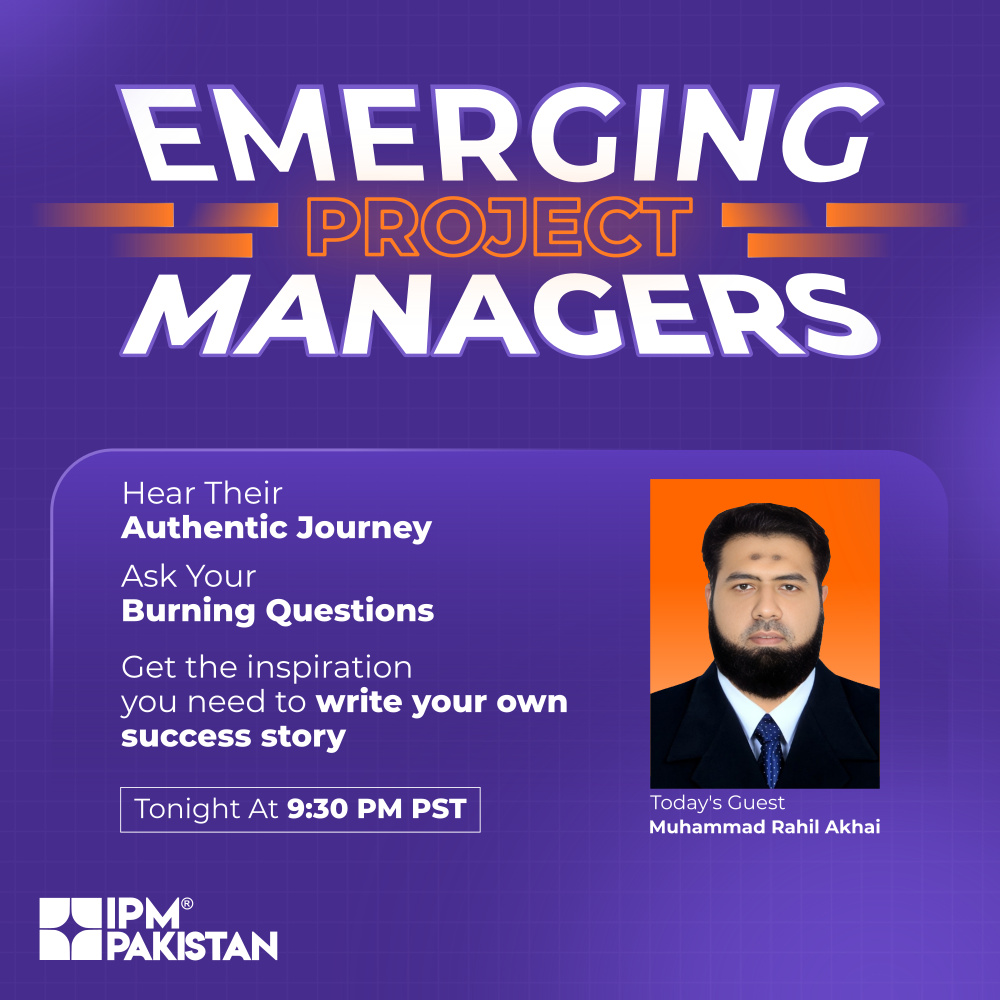 EMERGING
PROJECT
MANAGERS
Hear Their
Authentic Journey
Ask Your
Burning Questions
Get the inspiration
you need to write your own
success story
Tonight At 9:30 PM PST
Today's Guest
Muhammad Rahil Akhai
IPM®
PAKISTAN